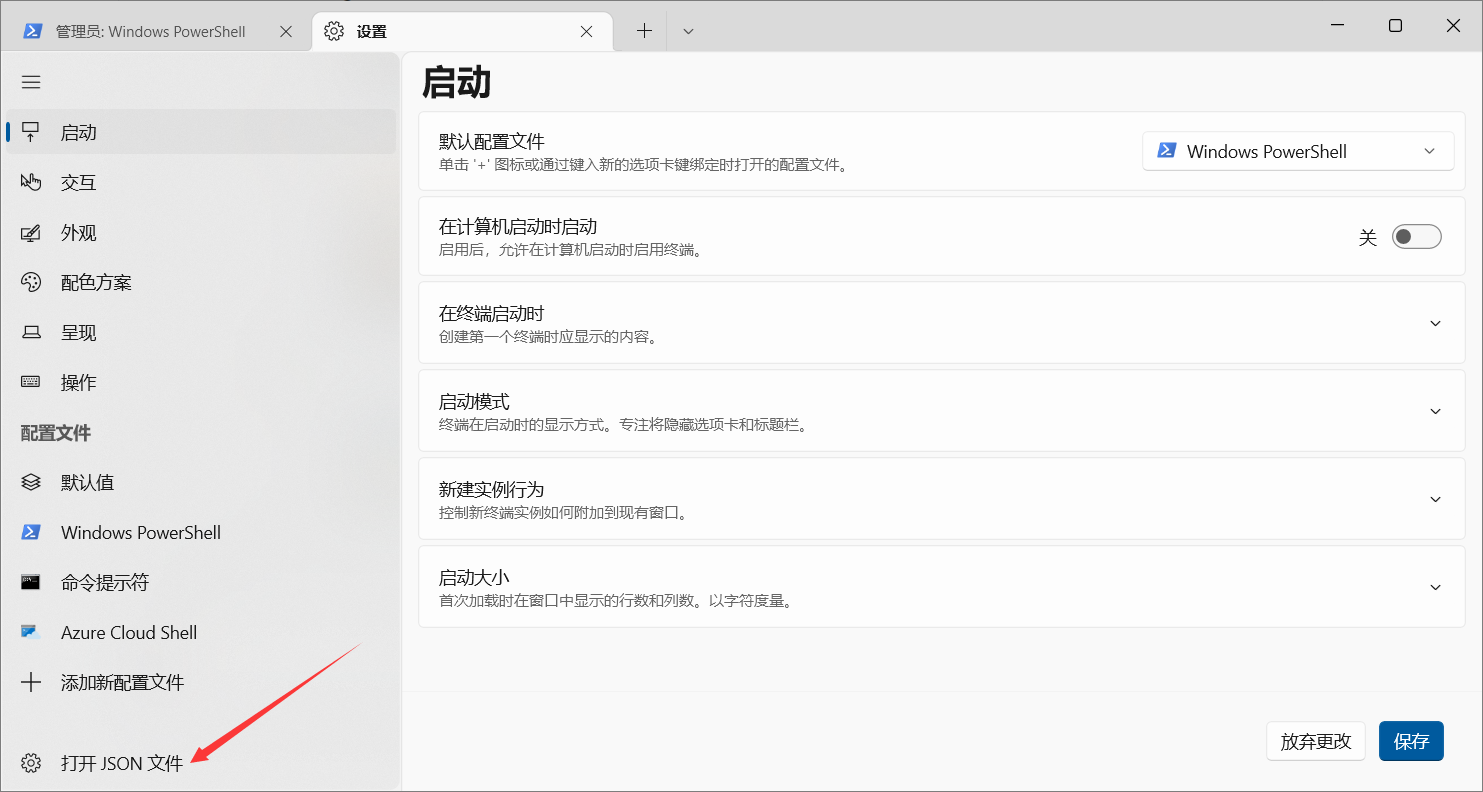 管理员: Windows PowerShell
设置
启动
交互
外观
配色方案
呈现
操作
配置文件
默认值
Windows PowerShell
命令提示符
Azure Cloud Shell
添加新配置文件
打开 JSON 文件
启动
默认配置文件
单击 '+' 图标或通过键入新的选项卡键绑定时打开的配置文件。
Windows PowerShell
在计算机启动时启动
启用后，允许在计算机启动时启用终端。
关
在终端启动时
创建第一个终端时应显示的内容。
启动模式
终端在启动时的显示方式。专注将隐藏选项卡和标题栏。
新建实例行为
控制新终端实例如何附加到现有窗口。
启动大小
首次加载时在窗口中显示的行数和列数。以字符度量。
放弃更改
保存